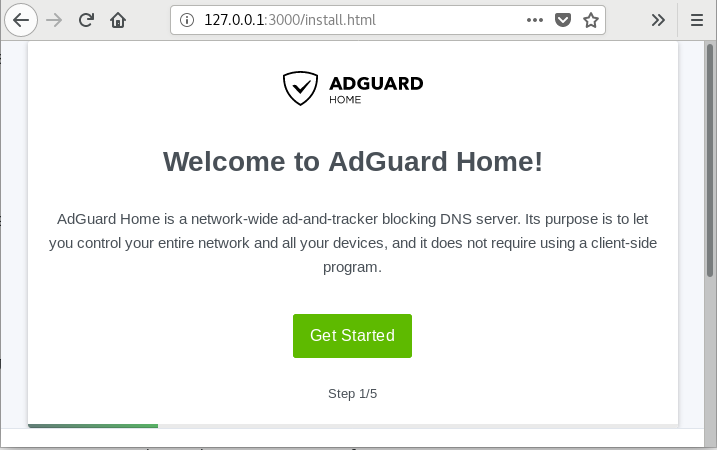 127.0.0.1:3000/install.html
ADGUARD
HOME
Welcome to AdGuard Home!
AdGuard Home is a network-wide ad-and-tracker blocking DNS server. Its purpose is to let
you control your entire network and all your devices, and it does not require using a client-side
program.
Get Started
Step 1/5